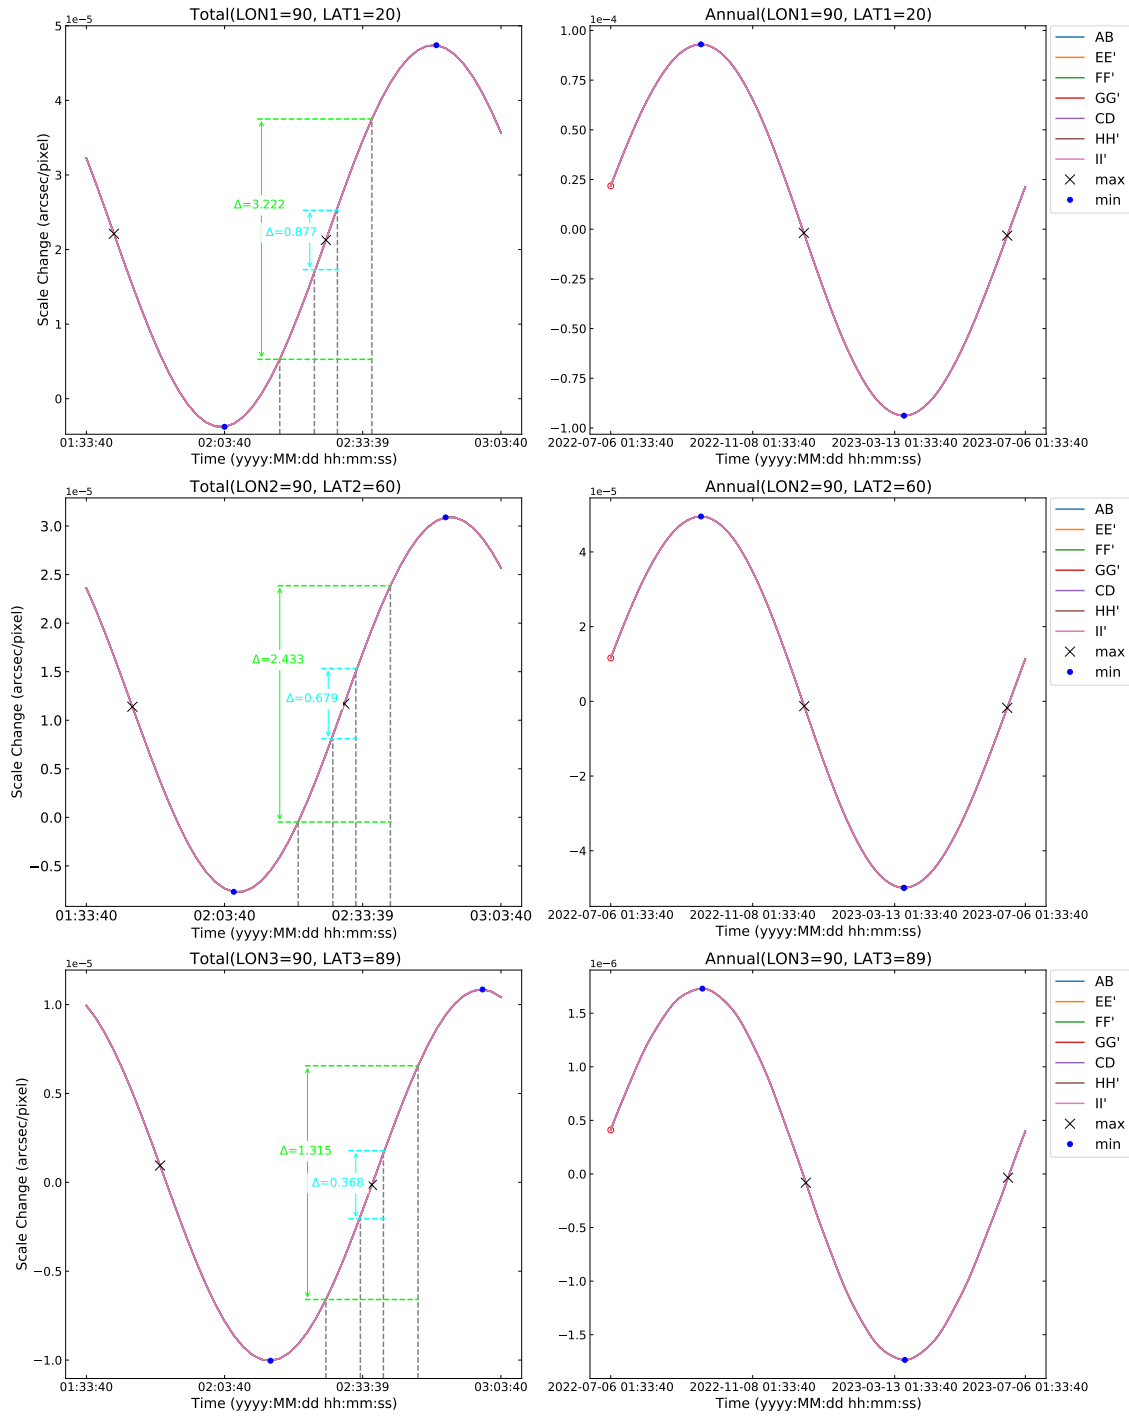 Total(LON1=90, LAT1=20)
1e−5
Scale Change (arcsec/pixel)
5
4
3
2
1
0
Δ=3.222
Δ=0.877
01:33:40 02:03:40 02:33:39 03:03:40
Time (yyyy:MM:dd hh:mm:ss)
Annual(LON1=90, LAT1=20)
1e−4
1.00
0.75
0.50
0.25
0.00
−0.25
−0.50
−0.75
−1.00
2022-07-06 01:33:40 2022-11-08 01:33:40 2023-03-13 01:33:40 2023-07-06 01:33:40
Time (yyyy:MM:dd hh:mm:ss)
AB
EE'
FF'
GG'
CD
HH'
II'
max
min
Total(LON2=90, LAT2=60)
1e−5
Scale Change (arcsec/pixel)
3.0
2.5
2.0
1.5
1.0
0.5
0.0
−0.5
Δ=2.433
Δ=0.679
01:33:40 02:03:40 02:33:39 03:03:40
Time (yyyy:MM:dd hh:mm:ss)
Annual(LON2=90, LAT2=60)
1e−5
4
2
0
−2
−4
2022-07-06 01:33:40 2022-11-08 01:33:40 2023-03-13 01:33:40 2023-07-06 01:33:40
Time (yyyy:MM:dd hh:mm:ss)
AB
EE'
FF'
GG'
CD
HH'
II'
max
min
Total(LON3=90, LAT3=89)
1e−5
Scale Change (arcsec/pixel)
1.0
0.5
0.0
−0.5
−1.0
Δ=1.315
Δ=0.368
01:33:40 02:03:40 02:33:39 03:03:40
Time (yyyy:MM:dd hh:mm:ss)
Annual(LON3=90, LAT3=89)
1e−6
1.5
1.0
0.5
0.0
−0.5
−1.0
−1.5
2022-07-06 01:33:40 2022-11-08 01:33:40 2023-03-13 01:33:40 2023-07-06 01:33:40
Time (yyyy:MM:dd hh:mm:ss)
AB
EE'
FF'
GG'
CD
HH'
II'
max
min